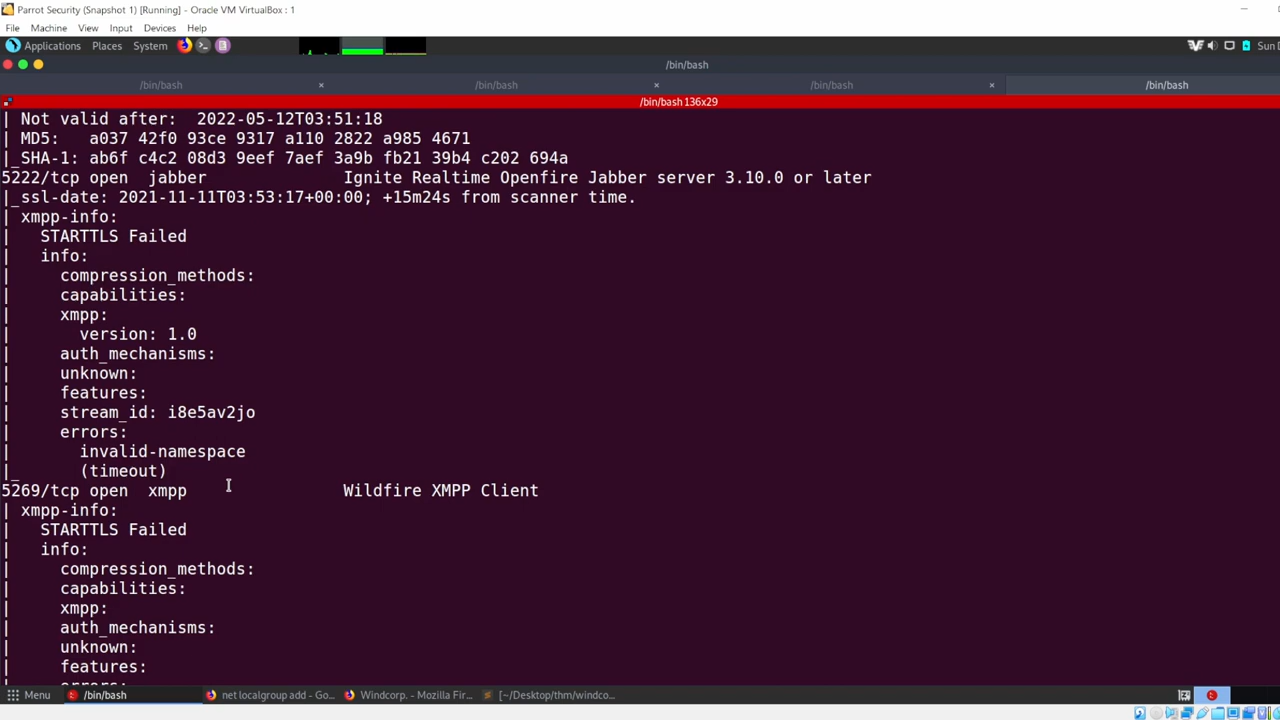 Parrot Security (Snapshot 1) [Running] - Oracle VM VirtualBox : 1
File Machine View Input Devices Help
Applications Places System Sun
/bin/bash
/bin/bash × /bin/bash × /bin/bash × /bin/bash
/bin/bash 136x29
| Not valid after:  2022-05-12T03:51:18
| MD5:   a037 42f0 93ce 9317 a110 2822 a985 4671
|_SHA-1: ab6f c4c2 08d3 9eef 7aef 3a9b fb21 39b4 c202 694a
5222/tcp open  jabber              Ignite Realtime Openfire Jabber server 3.10.0 or later
|_ssl-date: 2021-11-11T03:53:17+00:00; +15m24s from scanner time.
| xmpp-info:
|   STARTTLS Failed
|   info:
|     compression_methods:
|     capabilities:
|     xmpp:
|       version: 1.0
|     auth_mechanisms:
|     unknown:
|     features:
|     stream_id: i8e5av2jo
|     errors:
|       invalid-namespace
|_      (timeout)
5269/tcp open  xmpp                Wildfire XMPP Client
| xmpp-info:
|   STARTTLS Failed
|   info:
|     compression_methods:
|     capabilities:
|     xmpp:
|     auth_mechanisms:
|     unknown:
|     features:
|     errors:
Menu /bin/bash net localgroup add - Go... Windcorp. - Mozilla Fir... [~/Desktop/thm/windco...